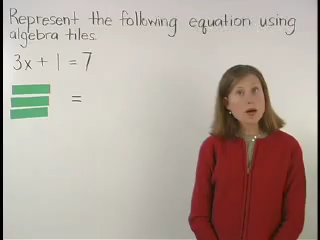 Represent the following equation using
algebra tiles.
3x + 1 = 7
=